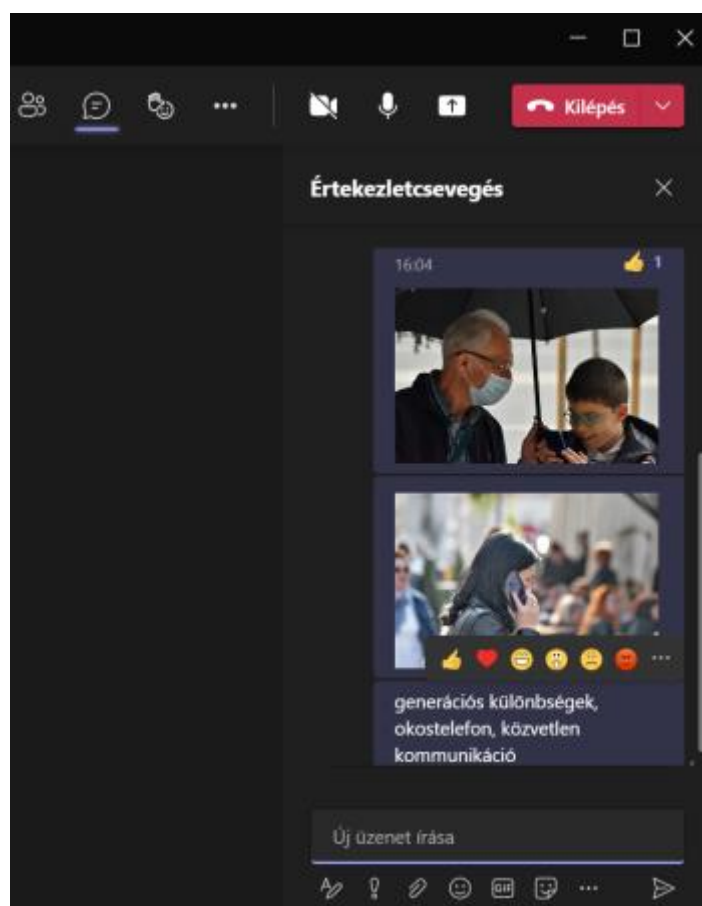 Kilépés
Értekezletcsevegés
16:04
1
generációs különbségek,
okostelefon, közvetlen
kommunikáció
Új üzenet írása
GIF